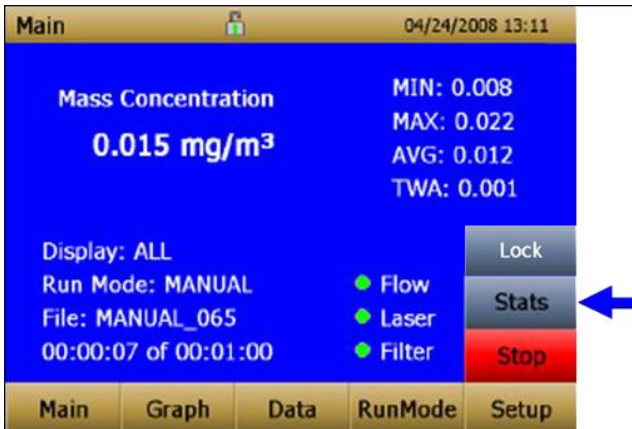 Main 04/24/2008 13:11
Mass Concentration
0.015 mg/m³
MIN: 0.008
MAX: 0.022
AVG: 0.012
TWA: 0.001
Display: ALL
Run Mode: MANUAL
File: MANUAL_065
00:00:07 of 00:01:00
Flow
Laser
Filter
Lock
Stats
Stop
Main Graph Data RunMode Setup